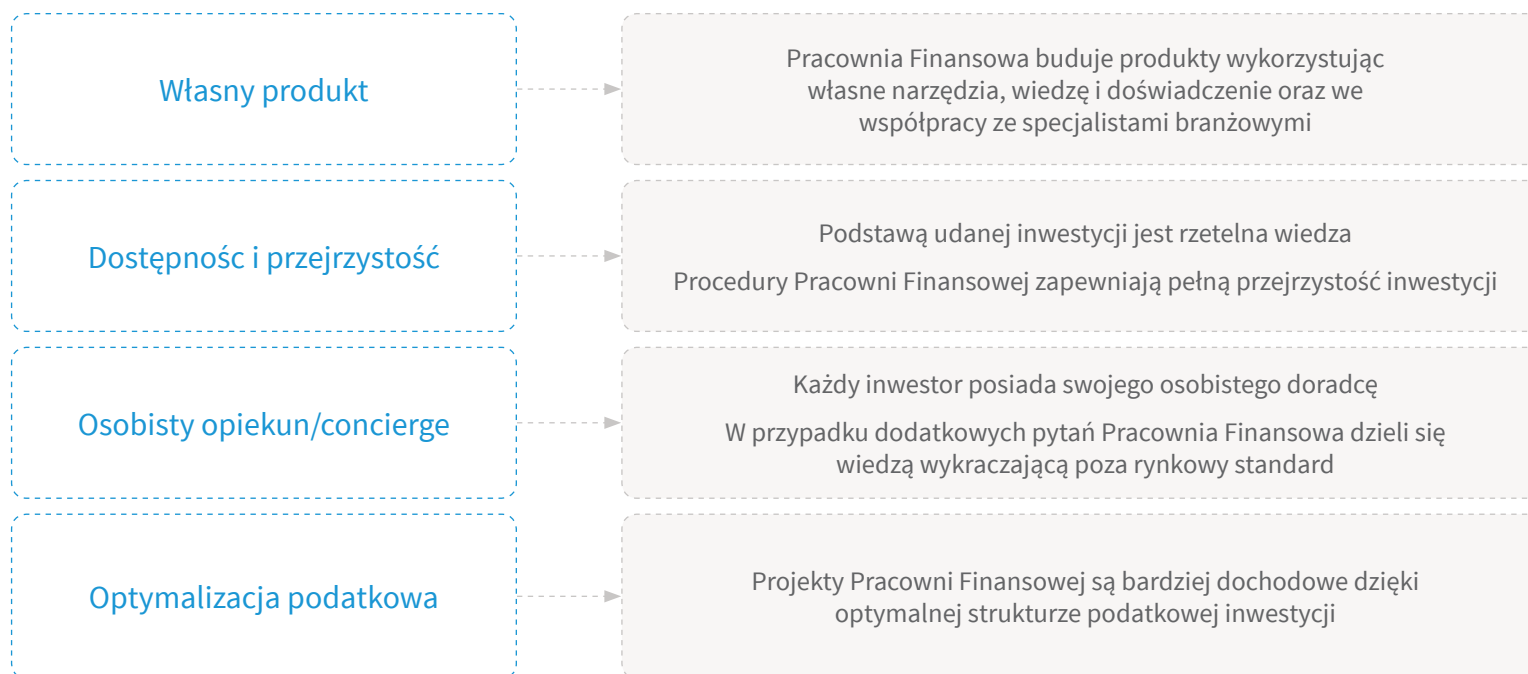 Własny produkt
Pracownia Finansowa buduje produkty wykorzystując
własne narzędzia, wiedzę i doświadczenie oraz we
współpracy ze specjalistami branżowymi
Dostępnośc i przejrzystość
Podstawą udanej inwestycji jest rzetelna wiedza
Procedury Pracowni Finansowej zapewniają pełną przejrzystość inwestycji
Osobisty opiekun/concierge
Każdy inwestor posiada swojego osobistego doradcę
W przypadku dodatkowych pytań Pracownia Finansowa dzieli się
wiedzą wykraczającą poza rynkowy standard
Optymalizacja podatkowa
Projekty Pracowni Finansowej są bardziej dochodowe dzięki
optymalnej strukturze podatkowej inwestycji